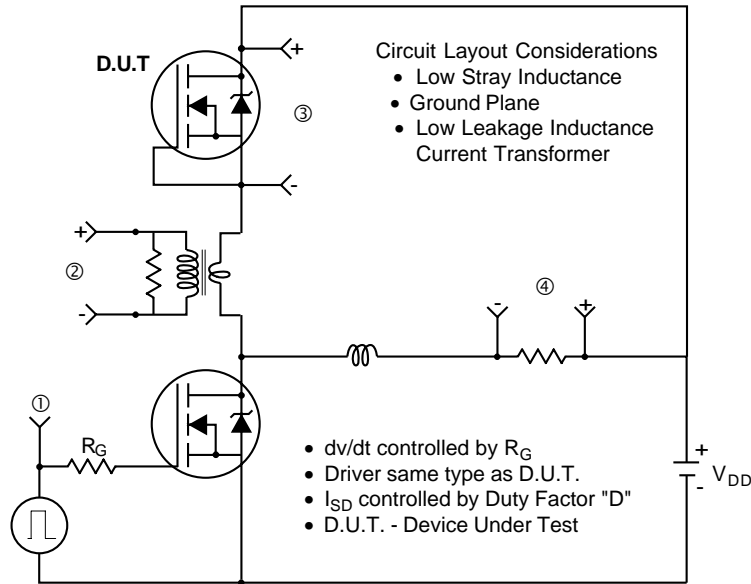 D.U.T
+
Circuit Layout Considerations
• Low Stray Inductance
• Ground Plane
• Low Leakage Inductance
Current Transformer
③
-
+
②
-
④
-
+
①
R_G
• dv/dt controlled by R_G
• Driver same type as D.U.T.
• I_SD controlled by Duty Factor "D"
• D.U.T. - Device Under Test
+
V_DD
-